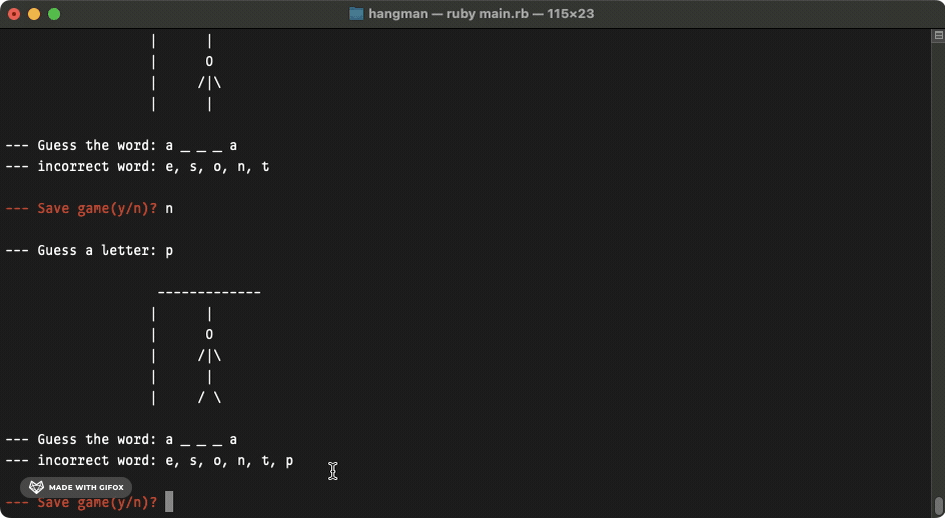 hangman — ruby main.rb — 115×23
|       |
|       O
|      /|\
|       |
--- Guess the word: a _ _ _ a
--- incorrect word: e, s, o, n, t
--- Save game(y/n)? n
--- Guess a letter: p
-------------
|       |
|       O
|      /|\
|       |
|      / \
--- Guess the word: a _ _ _ a
--- incorrect word: e, s, o, n, t, p
MADE WITH GIFOX
--- Save game(y/n)?